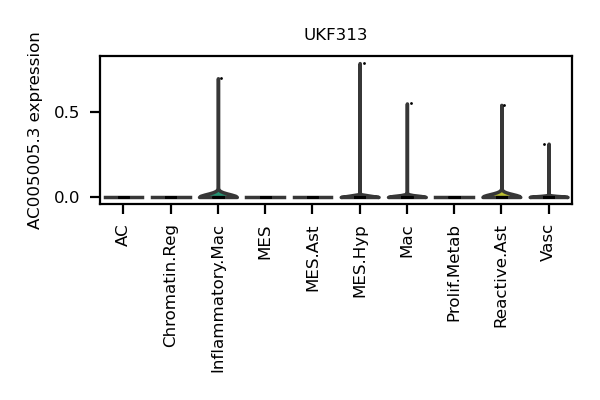 UKF313
AC005005.3 expression
0.5
0.0
AC
Chromatin.Reg
Inflammatory.Mac
MES
MES.Ast
MES.Hyp
Mac
Prolif.Metab
Reactive.Ast
Vasc